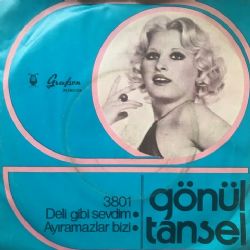 Grafson
3801
Deli gibi sevdim •
Ayıramazlar bizi •
gönül
tansel